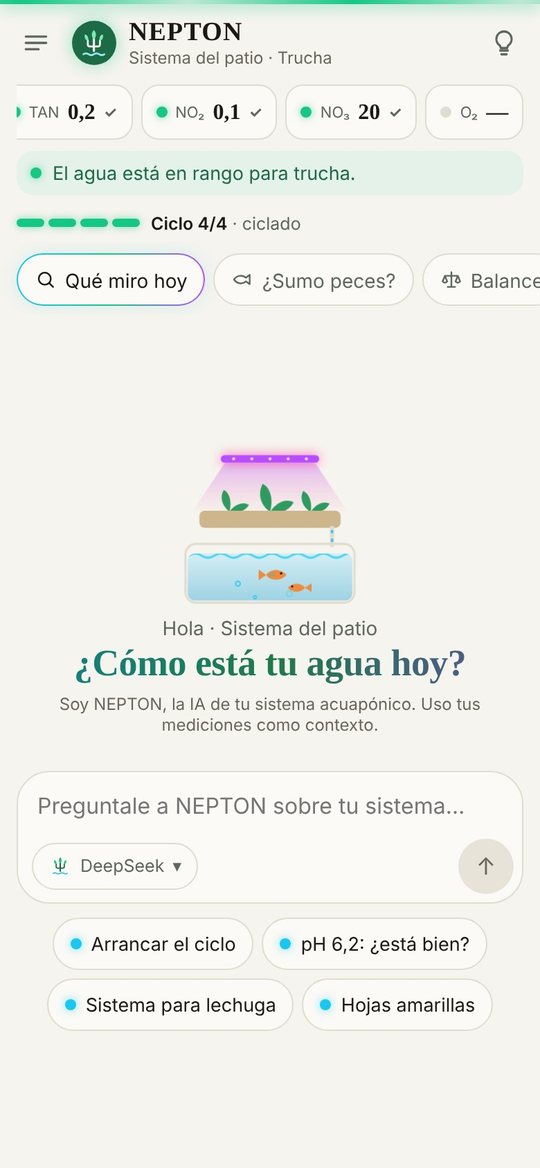 NEPTON
Sistema del patio · Trucha
TAN 0,2 ✓
NO₂ 0,1 ✓
NO₃ 20 ✓
O₂ —
El agua está en rango para trucha.
Ciclo 4/4 · ciclado
Qué miro hoy
¿Sumo peces?
Balance
Hola · Sistema del patio
¿Cómo está tu agua hoy?
Soy NEPTON, la IA de tu sistema acuapónico. Uso tus
mediciones como contexto.
Preguntale a NEPTON sobre tu sistema...
DeepSeek ▾
Arrancar el ciclo
pH 6,2: ¿está bien?
Sistema para lechuga
Hojas amarillas